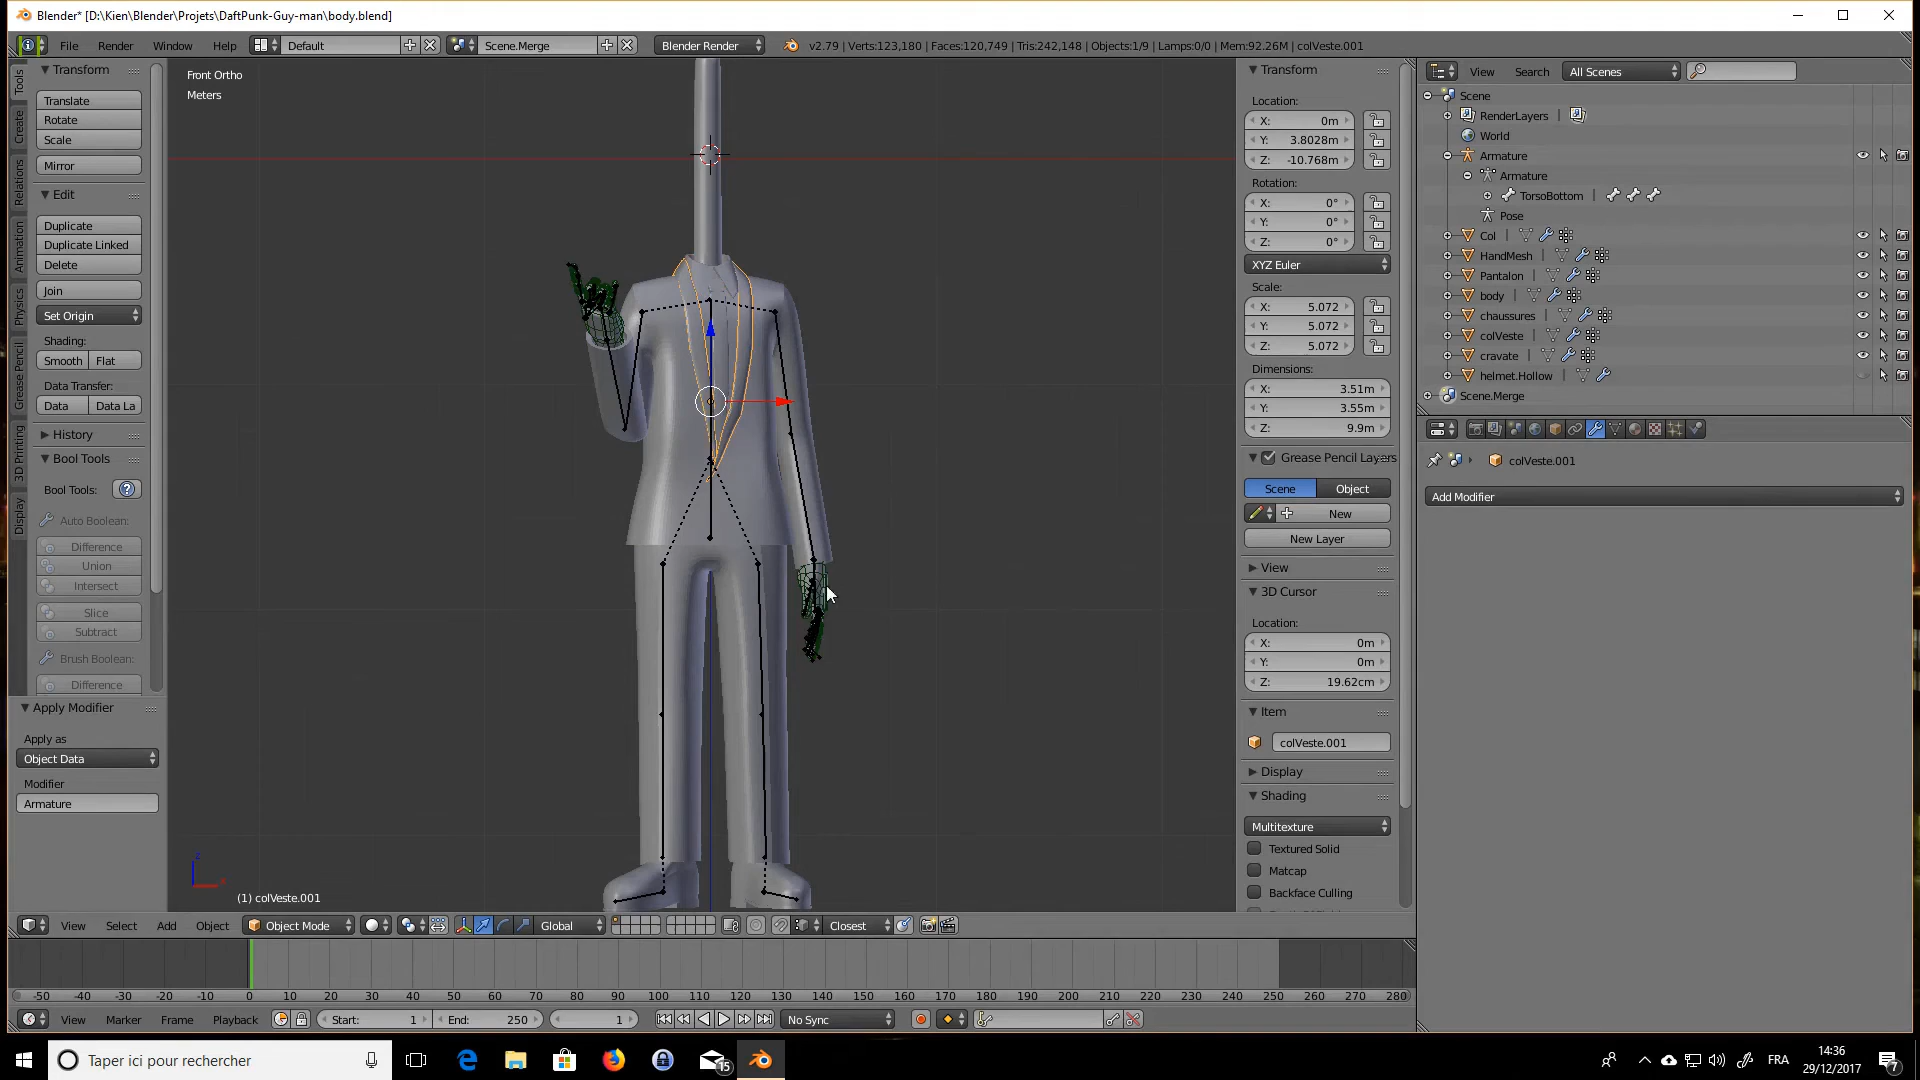 Blender* [D:\Kien\Blender\Projets\DaftPunk-Guy-man\body.blend]
File Render Window Help Default Scene.Merge Blender Render v2.79 | Verts:123,180 | Faces:120,749 | Tris:242,148 | Objects:1/9 | Lamps:0/0 | Mem:92.26M | colVeste.001
Tools
Create
Relations
Animation
Physics
Grease Pencil
3D Printing
Display
Transform
Translate
Rotate
Scale
Mirror
Edit
Duplicate
Duplicate Linked
Delete
Join
Set Origin
Shading:
Smooth Flat
Data Transfer:
Data Data La
History
Bool Tools
Bool Tools:
Auto Boolean:
Difference
Union
Intersect
Slice
Subtract
Brush Boolean:
Difference
Apply Modifier
Apply as
Object Data
Modifier
Armature
Front Ortho
Meters
(1) colVeste.001
Transform
Location:
X: 0m
Y: 3.8028m
Z: -10.768m
Rotation:
X: 0°
Y: 0°
Z: 0°
XYZ Euler
Scale:
X: 5.072
Y: 5.072
Z: 5.072
Dimensions:
X: 3.51m
Y: 3.55m
Z: 9.9m
Grease Pencil Layers
Scene Object
New
New Layer
View
3D Cursor
Location:
X: 0m
Y: 0m
Z: 19.62cm
Item
colVeste.001
Display
Shading
Multitexture
Textured Solid
Matcap
Backface Culling
View Search All Scenes
Scene
RenderLayers
World
Armature
Armature
TorsoBottom
Pose
Col
HandMesh
Pantalon
body
chaussures
colVeste
cravate
helmet.Hollow
Scene.Merge
colVeste.001
Add Modifier
View Select Add Object Object Mode Global Closest
-50 -40 -30 -20 -10 0 10 20 30 40 50 60 70 80 90 100 110 120 130 140 150 160 170 180 190 200 210 220 230 240 250 260 270 280
View Marker Frame Playback Start: 1 End: 250 1 No Sync
Taper ici pour rechercher
15
FRA
14:36
29/12/2017
7